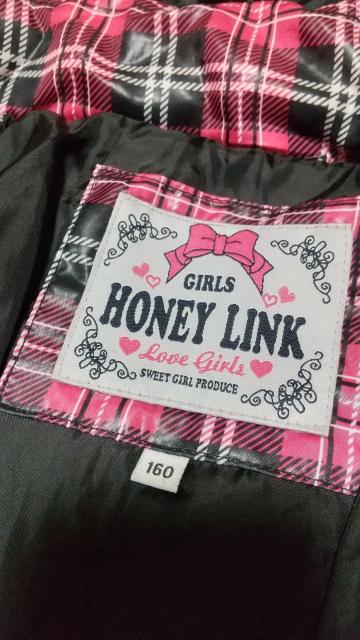 GIRLS
HONEY LINK
Love Girls
SWEET GIRL PRODUCE
160